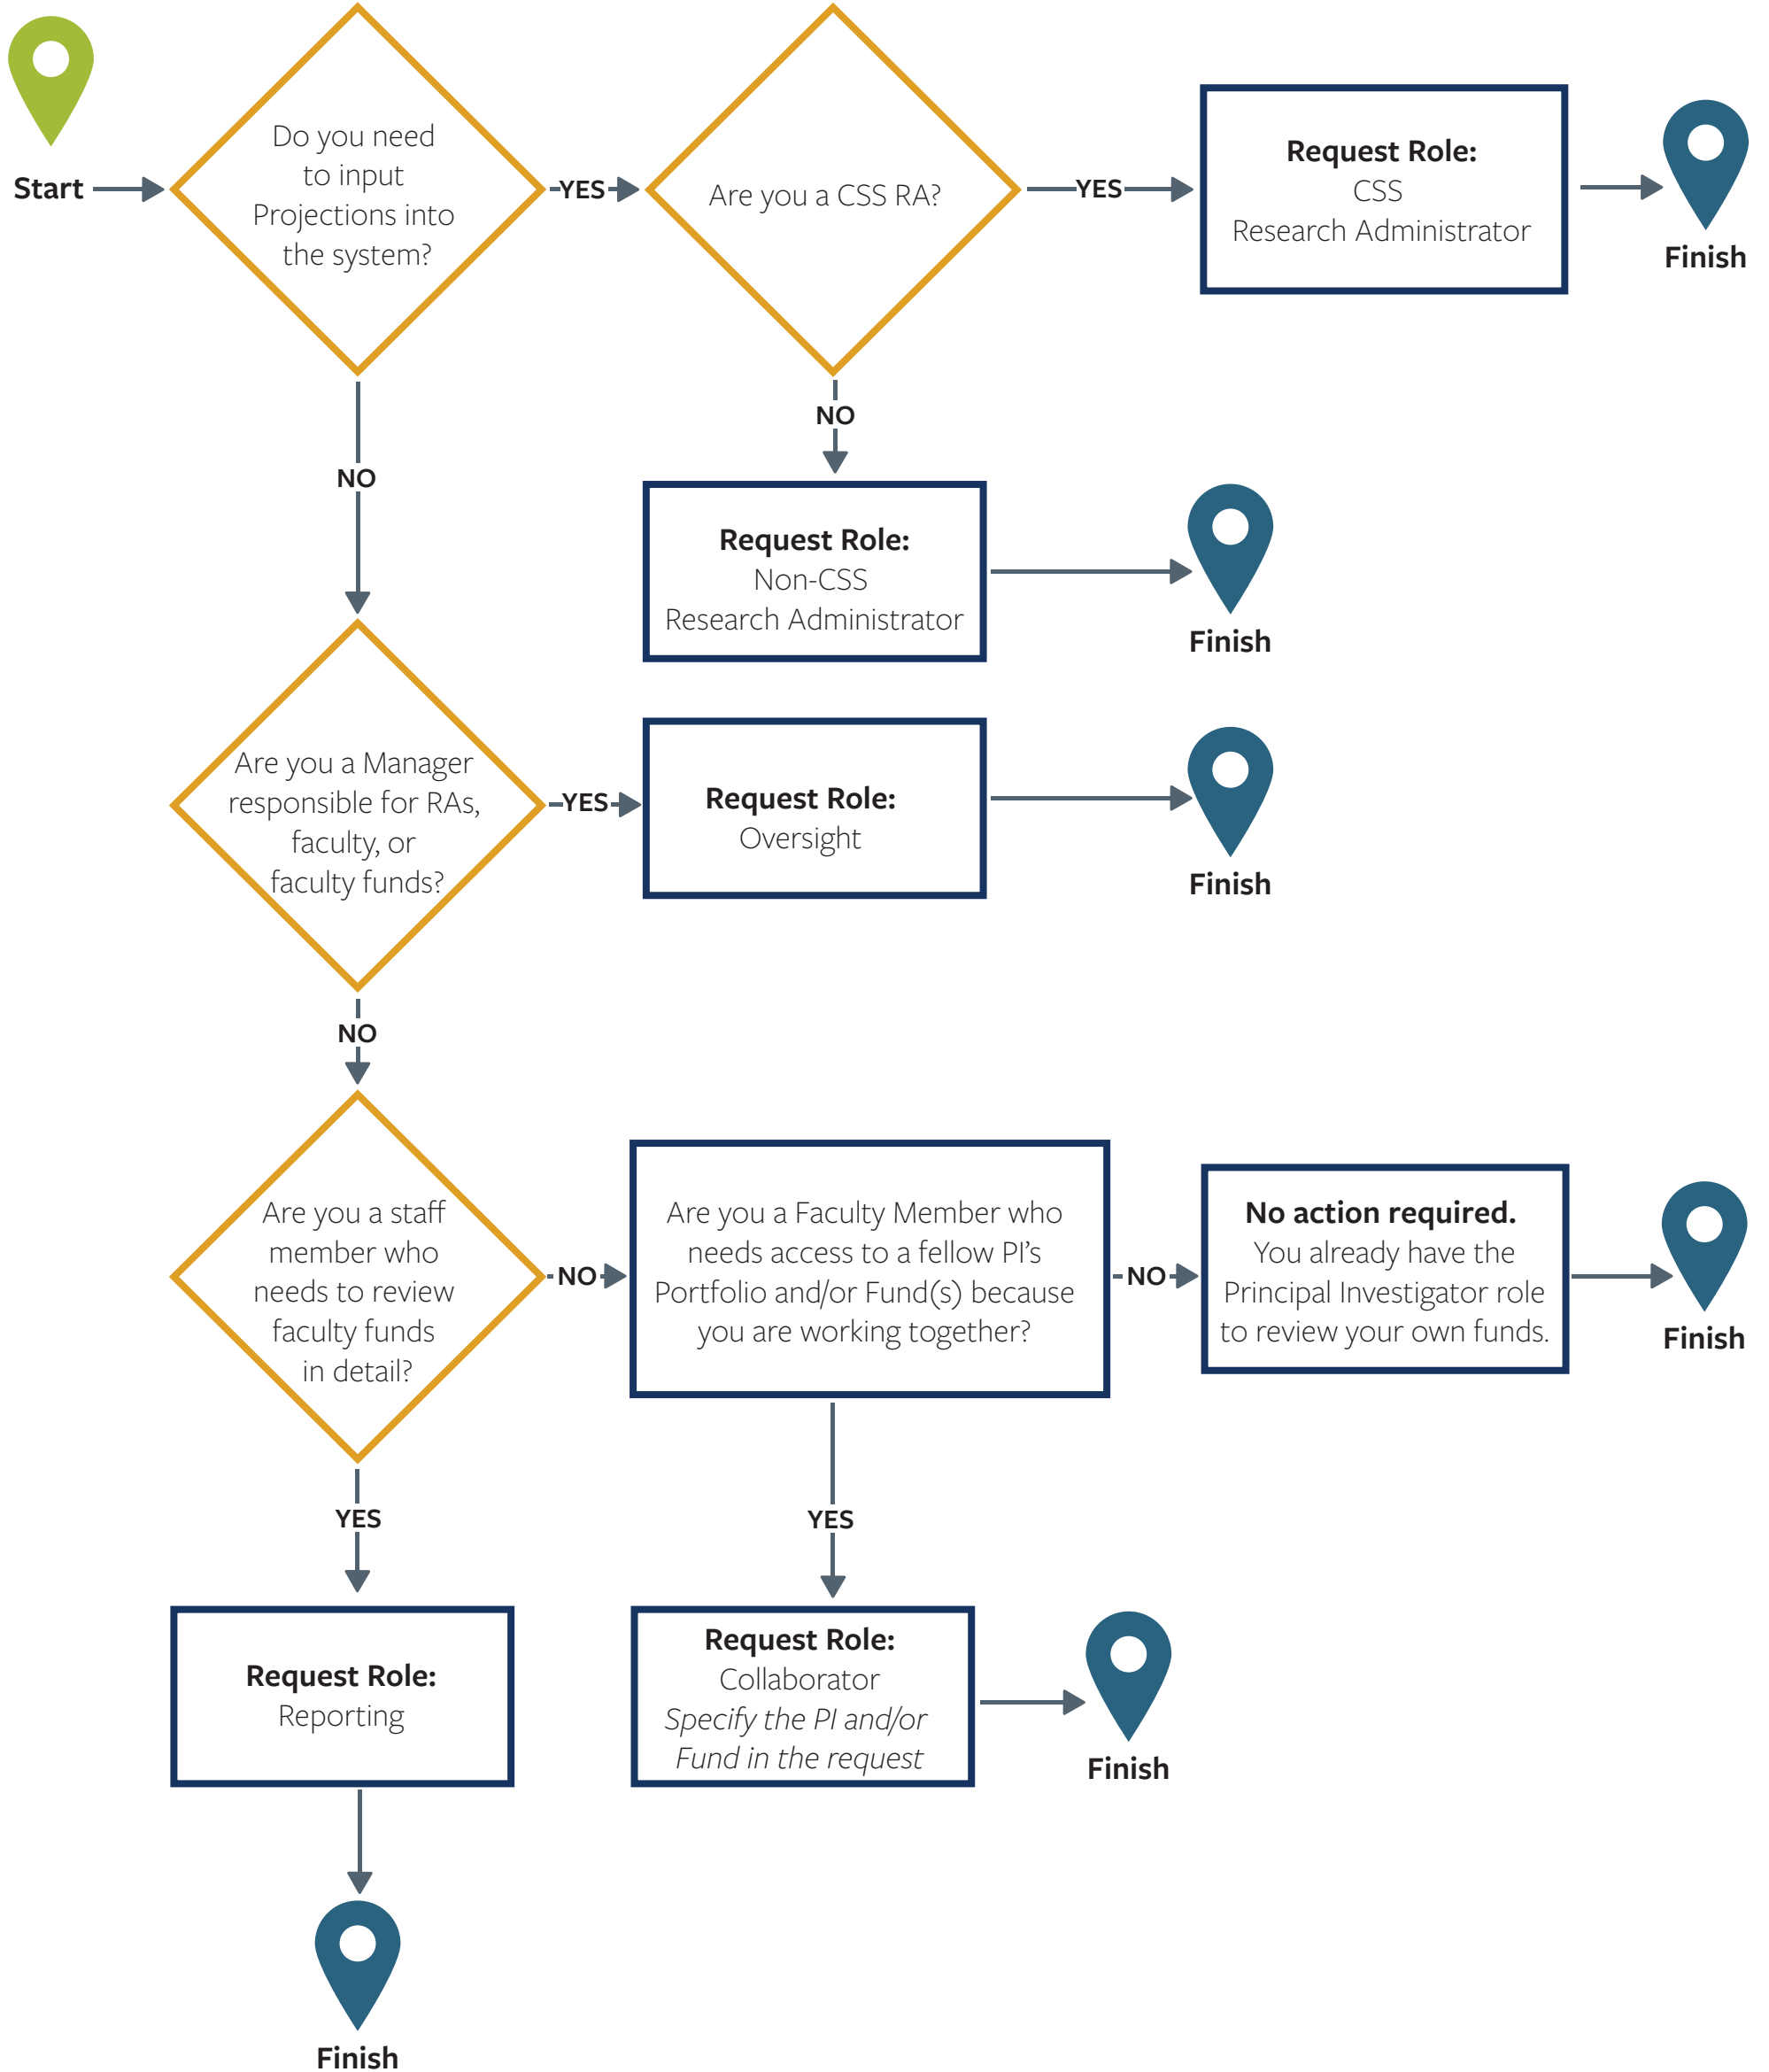 Start
Do you need
to input
Projections into
the system?
YES
Are you a CSS RA?
YES
Request Role:
CSS
Research Administrator
Finish
NO
Request Role:
Non-CSS
Research Administrator
Finish
NO
Are you a Manager
responsible for RAs,
faculty, or
faculty funds?
YES
Request Role:
Oversight
Finish
NO
Are you a staff
member who
needs to review
faculty funds
in detail?
NO
Are you a Faculty Member who
needs access to a fellow PI's
Portfolio and/or Fund(s) because
you are working together?
NO
No action required.
You already have the
Principal Investigator role
to review your own funds.
Finish
YES
Request Role:
Reporting
Finish
YES
Request Role:
Collaborator
Specify the PI and/or
Fund in the request
Finish